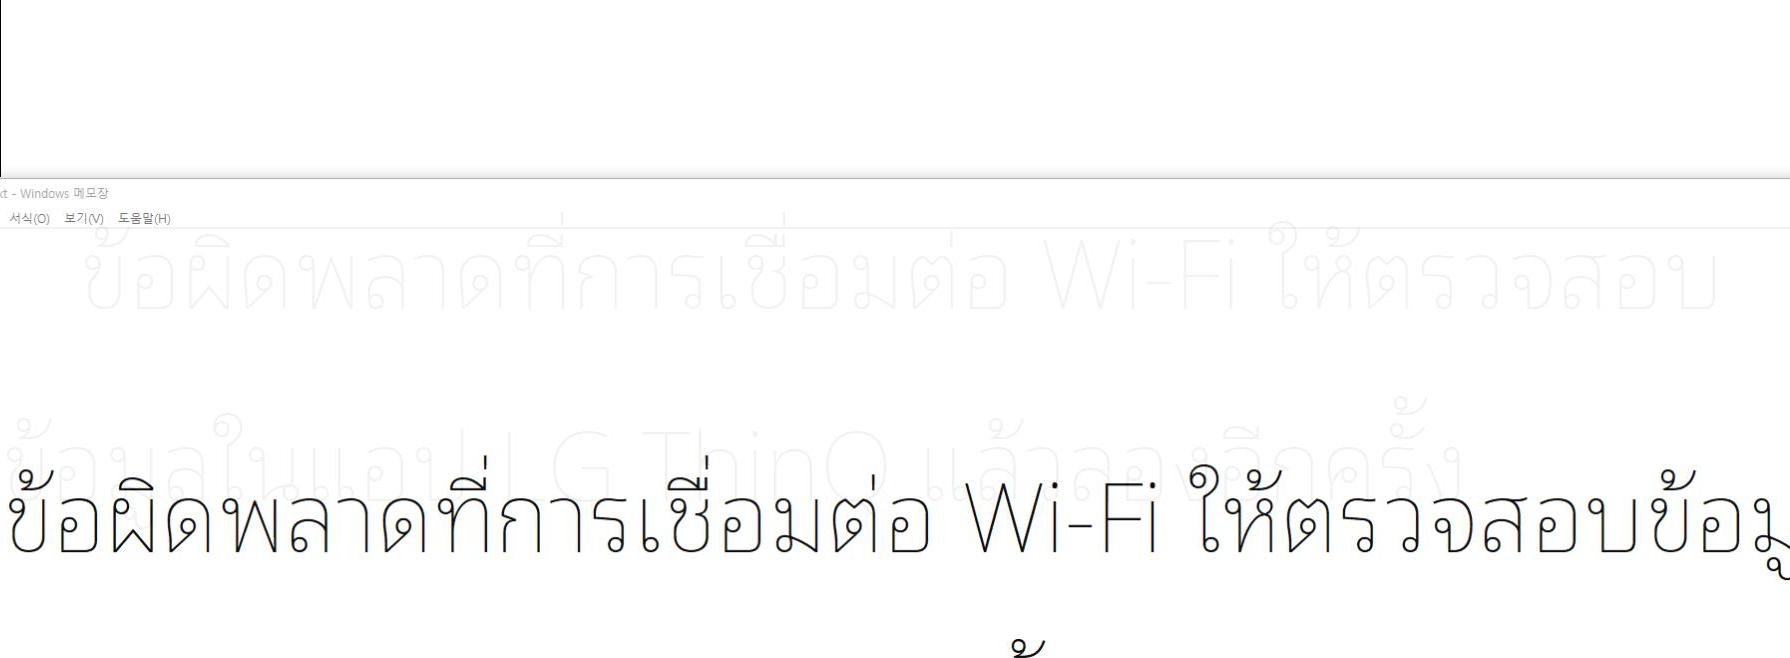 xt - Windows 메모장
서식(O) 보기(V) 도움말(H)
ข้อผิดพลาดที่การเชื่อมต่อ Wi-Fi ให้ตรวจสอบ
ข้อมูลในแอป LG ThinQ แล้วลองอีกครั้ง
ข้อผิดพลาดที่การเชื่อมต่อ Wi-Fi ให้ตรวจสอบข้อมู